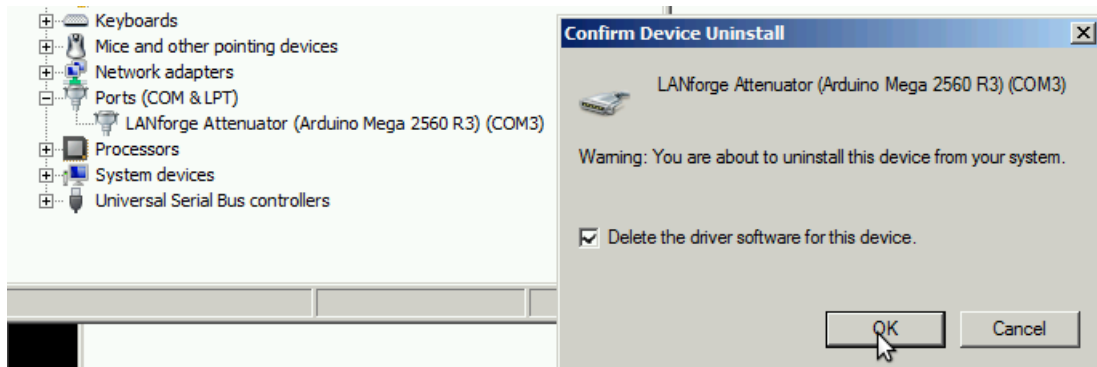 Keyboards
Mice and other pointing devices
Network adapters
Ports (COM & LPT)
LANforge Attenuator (Arduino Mega 2560 R3) (COM3)
Processors
System devices
Universal Serial Bus controllers
Confirm Device Uninstall
LANforge Attenuator (Arduino Mega 2560 R3) (COM3)
Warning: You are about to uninstall this device from your system.
Delete the driver software for this device.
OK
Cancel